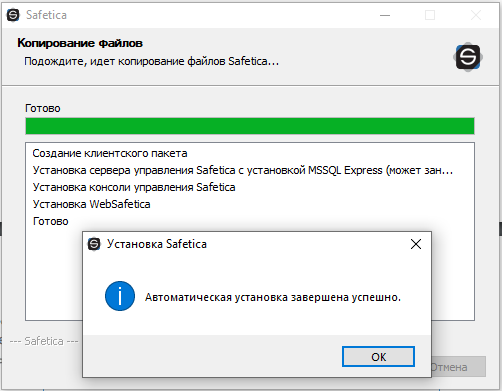 Safetica
Копирование файлов
Подождите, идет копирование файлов Safetica...
Готово
Создание клиентского пакета
Установка сервера управления Safetica с установкой MSSQL Express (может зан...
Установка консоли управления Safetica
Установка WebSafetica
Готово
Установка Safetica
Автоматическая установка завершена успешно.
OK
--- Safetica ---
Отмена